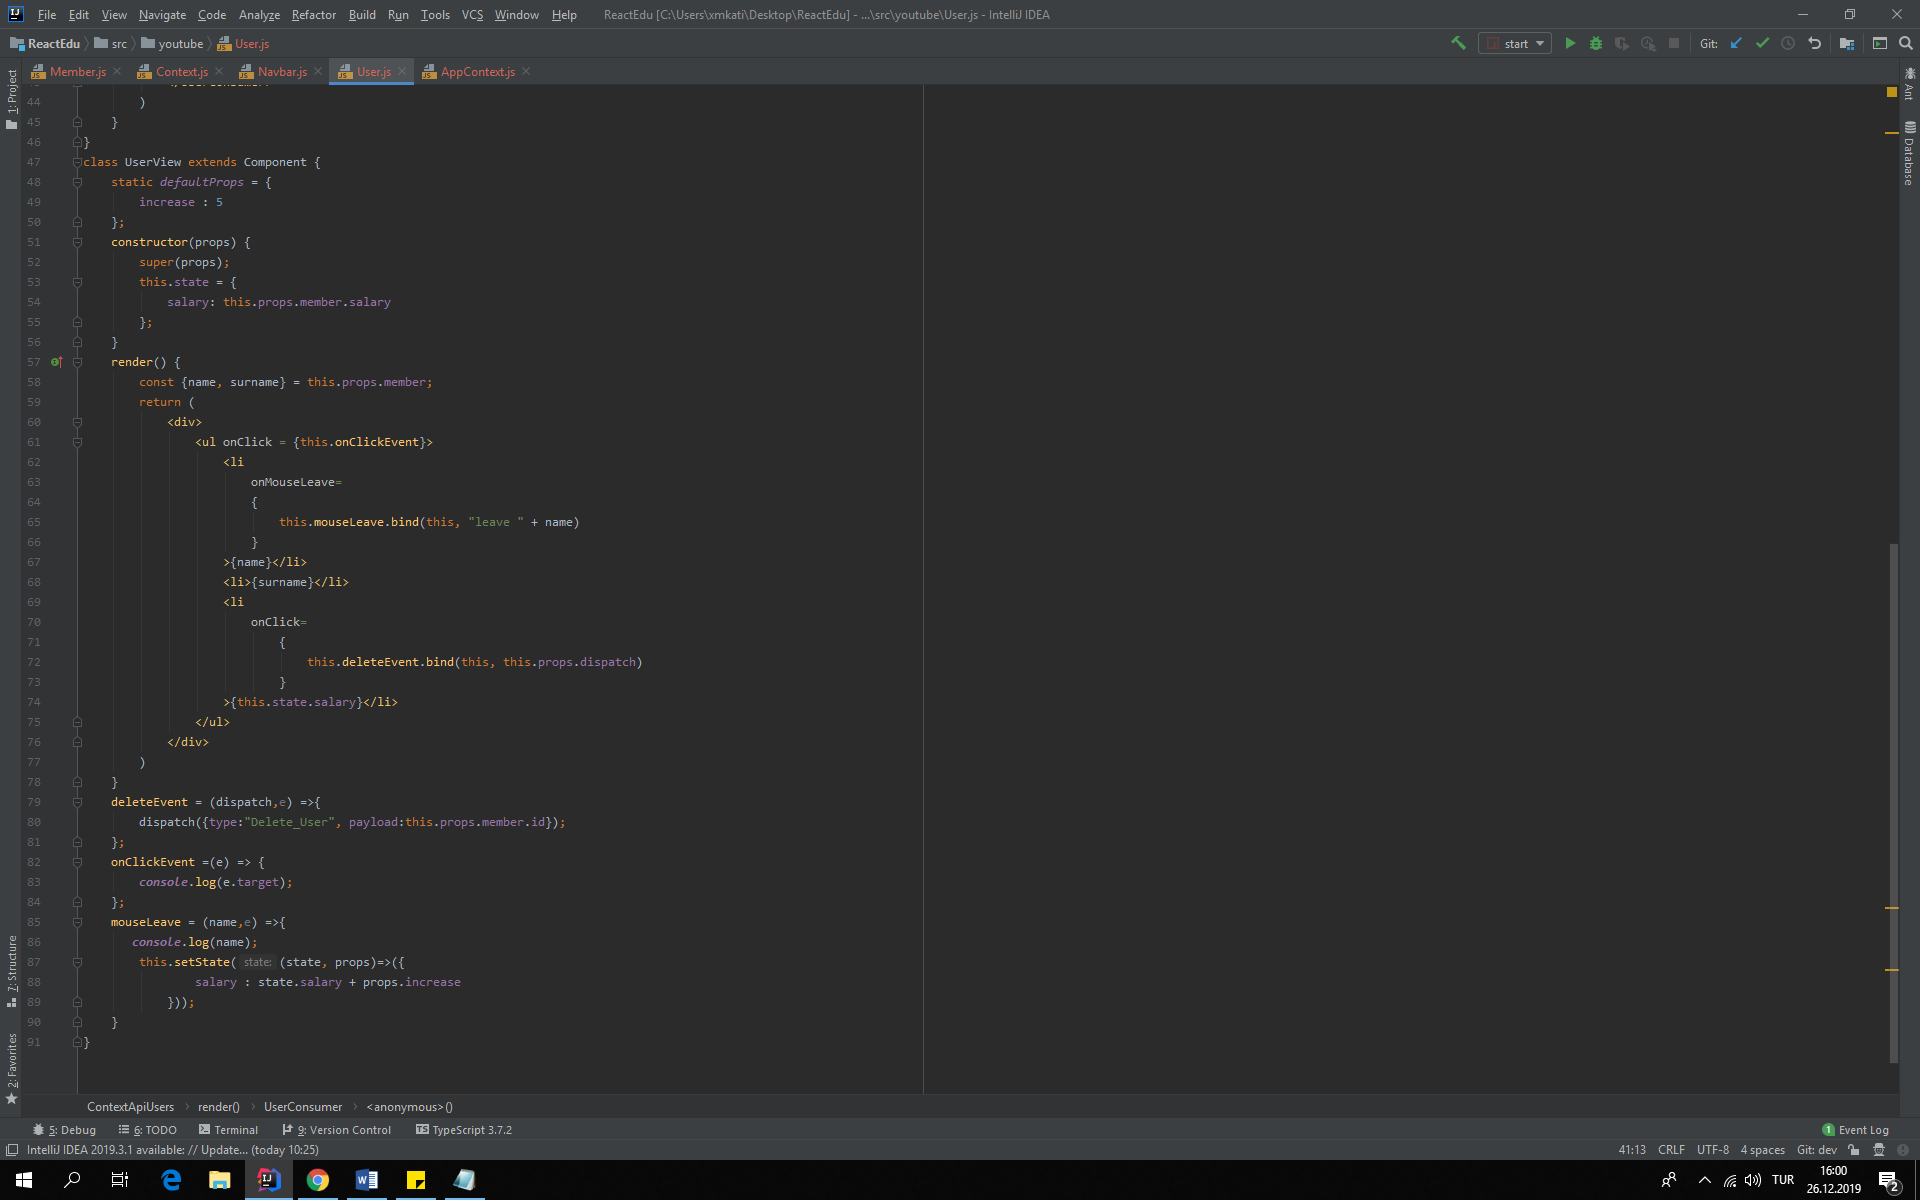 File Edit View Navigate Code Analyze Refactor Build Run Tools VCS Window Help ReactEdu [C:\Users\xmkati\Desktop\ReactEdu] - ...\src\youtube\User.js - IntelliJ IDEA
ReactEdu src youtube User.js start Git:
Member.js Context.js Navbar.js User.js AppContext.js
1: Project
Ant
Database
44 )
45 }
46 }
47 class UserView extends Component {
48 static defaultProps = {
49 increase : 5
50 };
51 constructor(props) {
52 super(props);
53 this.state = {
54 salary: this.props.member.salary
55 };
56 }
57 render() {
58 const {name, surname} = this.props.member;
59 return (
60 <div>
61 <ul onClick = {this.onClickEvent}>
62 <li
63 onMouseLeave=
64 {
65 this.mouseLeave.bind(this, "leave " + name)
66 }
67 >{name}</li>
68 <li>{surname}</li>
69 <li
70 onClick=
71 {
72 this.deleteEvent.bind(this, this.props.dispatch)
73 }
74 >{this.state.salary}</li>
75 </ul>
76 </div>
77 )
78 }
79 deleteEvent = (dispatch,e) =>{
80 dispatch({type:"Delete_User", payload:this.props.member.id});
81 };
82 onClickEvent =(e) => {
83 console.log(e.target);
84 };
85 mouseLeave = (name,e) =>{
86 console.log(name);
87 this.setState( state: (state, props)=>({
88 salary : state.salary + props.increase
89 }));
90 }
91 }
7: Structure
2: Favorites
ContextApiUsers render() UserConsumer <anonymous>()
5: Debug 6: TODO Terminal 9: Version Control TypeScript 3.7.2 1 Event Log
IntelliJ IDEA 2019.3.1 available: // Update... (today 10:25) 41:13 CRLF UTF-8 4 spaces Git: dev
TUR 16:00 2
26.12.2019